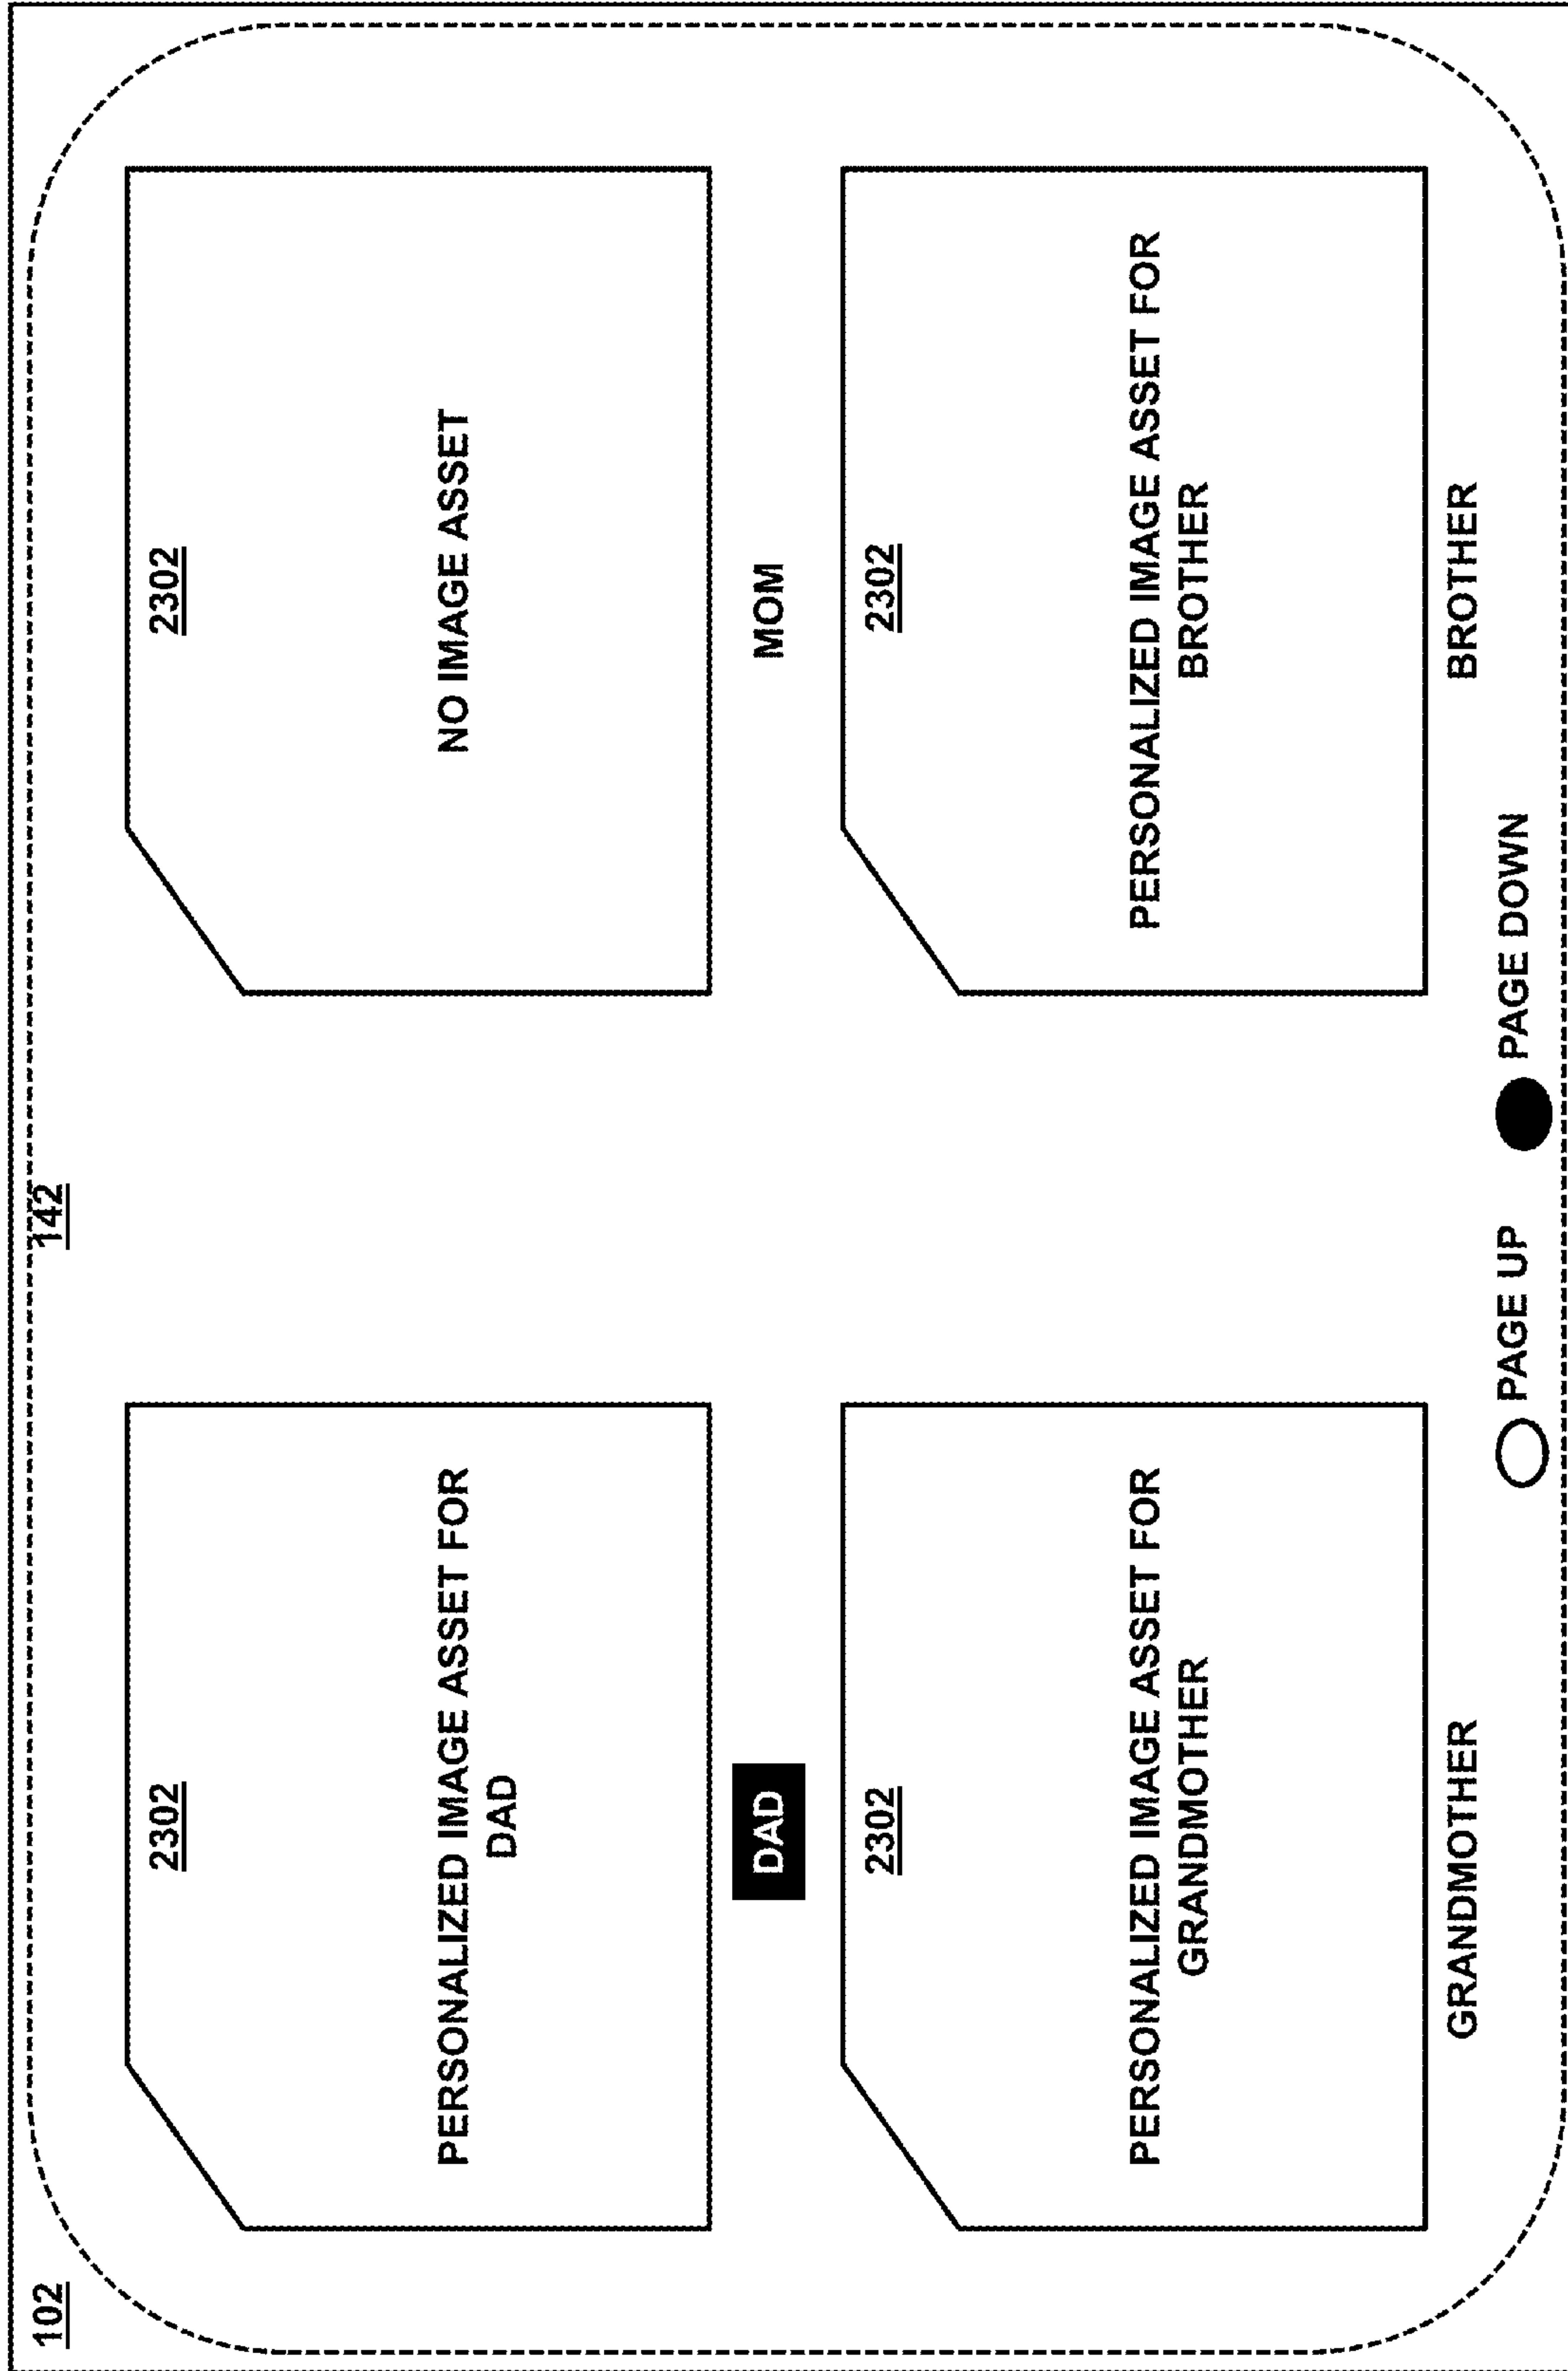 102
142
2302
PERSONALIZED IMAGE ASSET FOR
DAD
DAD
2302
NO IMAGE ASSET
MOM
2302
PERSONALIZED IMAGE ASSET FOR
GRANDMOTHER
GRANDMOTHER
2302
PERSONALIZED IMAGE ASSET FOR
BROTHER
BROTHER
PAGE UP
PAGE DOWN